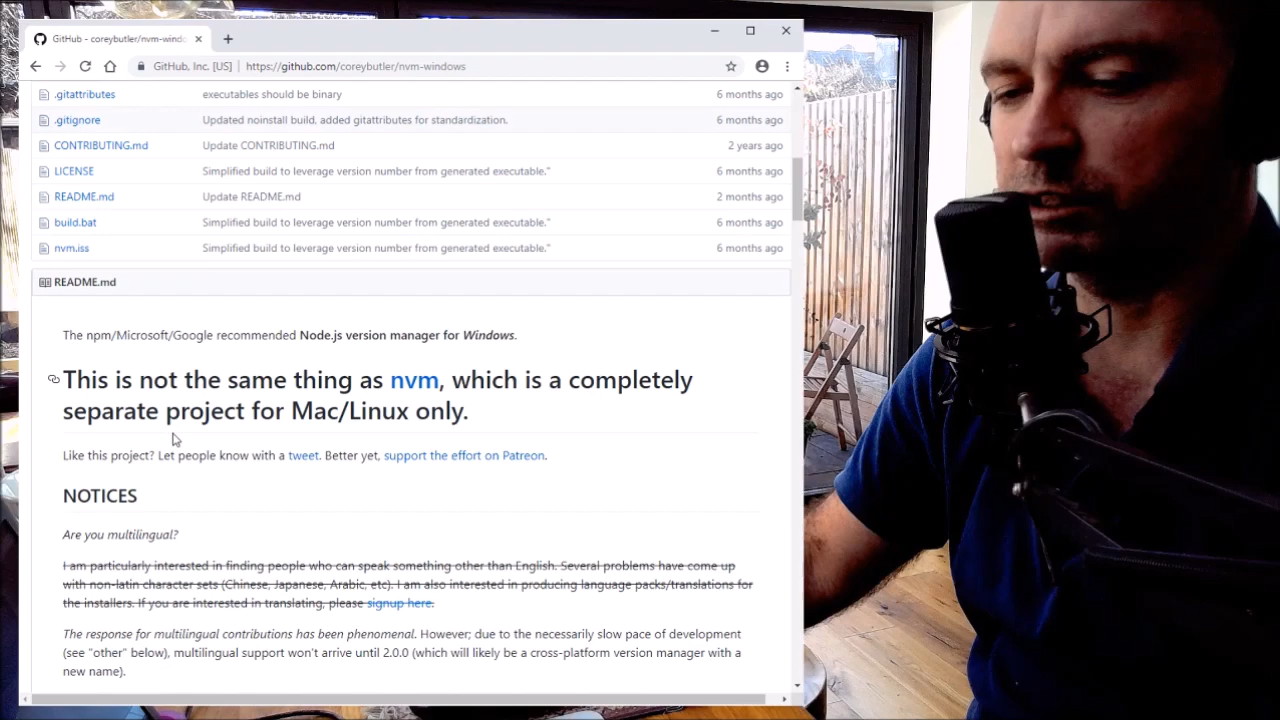 GitHub - coreybutler/nvm-windo
GitHub, Inc. [US] | https://github.com/coreybutler/nvm-windows
.gitattributes executables should be binary 6 months ago
.gitignore Updated noinstall build, added gitattributes for standardization. 6 months ago
CONTRIBUTING.md Update CONTRIBUTING.md 2 years ago
LICENSE Simplified build to leverage version number from generated executable." 6 months ago
README.md Update README.md 2 months ago
build.bat Simplified build to leverage version number from generated executable." 6 months ago
nvm.iss Simplified build to leverage version number from generated executable." 6 months ago
README.md
The npm/Microsoft/Google recommended Node.js version manager for Windows.
This is not the same thing as nvm, which is a completely
separate project for Mac/Linux only.
Like this project? Let people know with a tweet. Better yet, support the effort on Patreon.
NOTICES
Are you multilingual?
I am particularly interested in finding people who can speak something other than English. Several problems have come up
with non-latin character sets (Chinese, Japanese, Arabic, etc). I am also interested in producing language packs/translations for
the installers. If you are interested in translating, please signup here.
The response for multilingual contributions has been phenomenal. However; due to the necessarily slow pace of development
(see "other" below), multilingual support won't arrive until 2.0.0 (which will likely be a cross-platform version manager with a
new name).